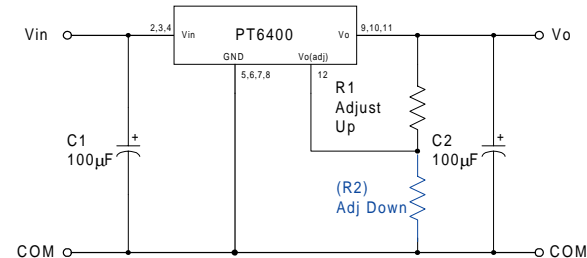 Vin
2,3,4
Vin
PT6400
Vo
9,10,11
Vo
GND
Vo(adj)
5,6,7,8
12
R1
Adjust
Up
C1
100µF
+
C2
100µF
+
(R2)
Adj Down
COM
COM